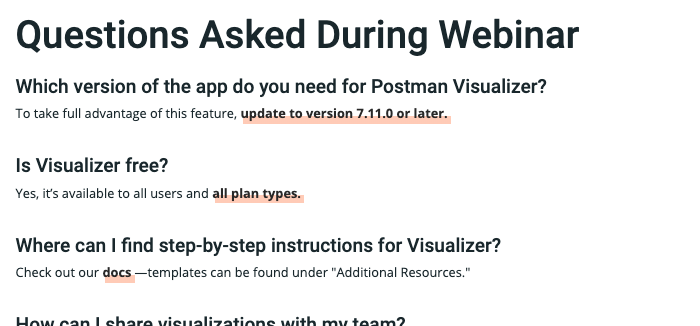 Questions Asked During Webinar
Which version of the app do you need for Postman Visualizer?
To take full advantage of this feature, update to version 7.11.0 or later.
Is Visualizer free?
Yes, it’s available to all users and all plan types.
Where can I find step-by-step instructions for Visualizer?
Check out our docs —templates can be found under "Additional Resources."
How can I share visualizations with my team?